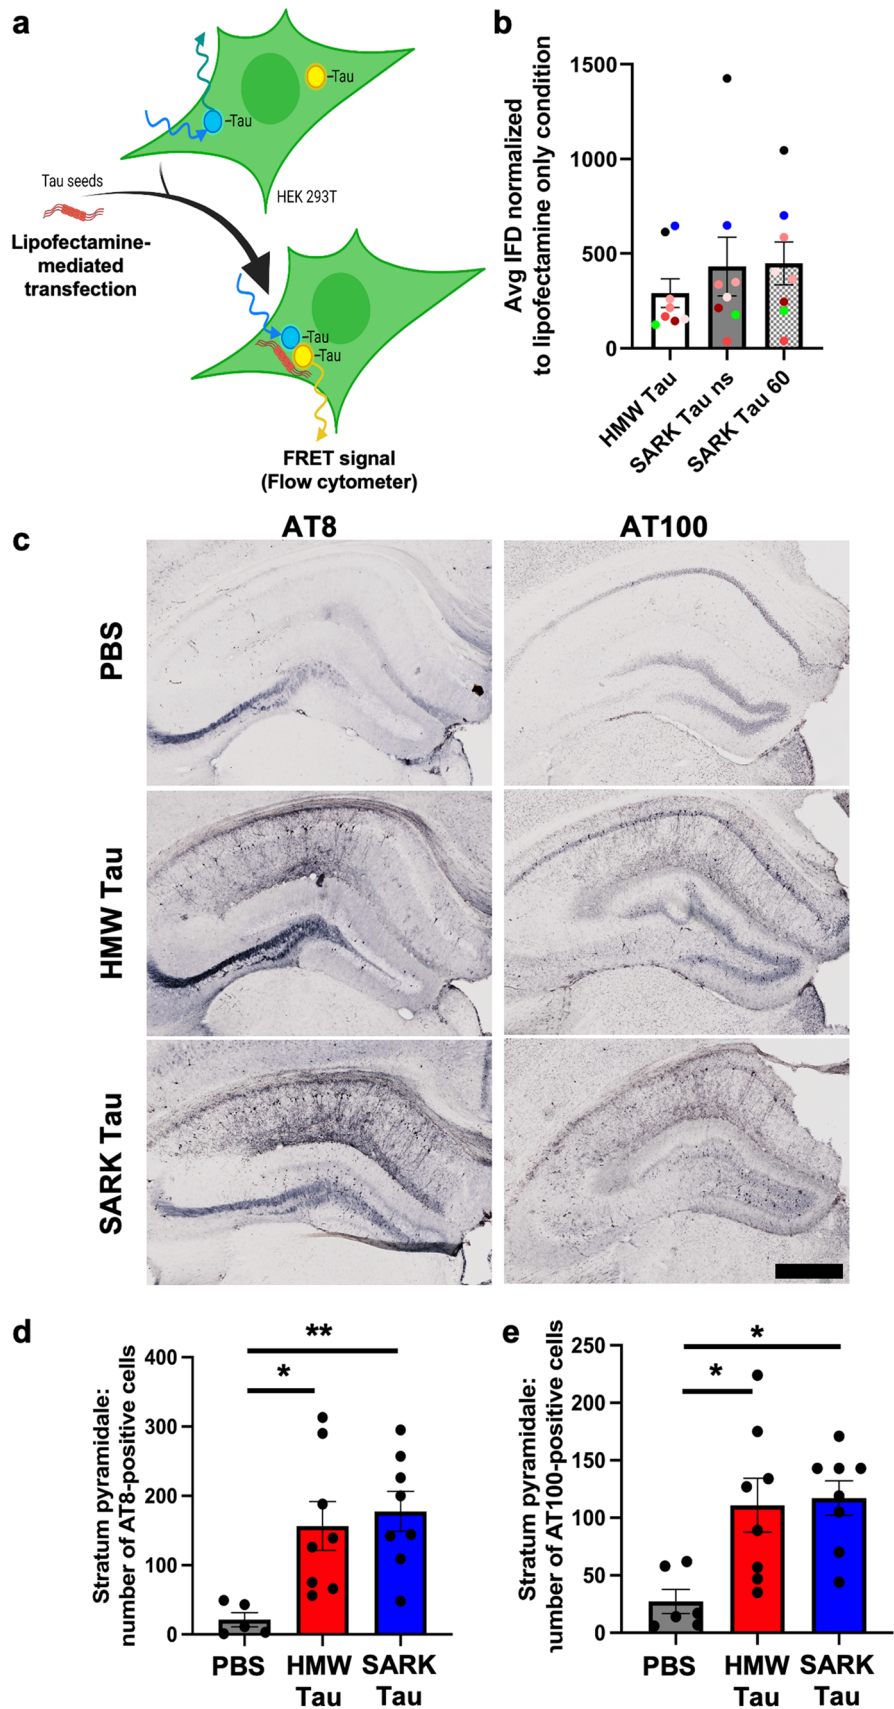 a
–Tau
–Tau
Tau seeds
HEK 293T
Lipofectamine-
mediated
transfection
–Tau
–Tau
FRET signal
(Flow cytometer)
b
Avg IFD normalized
to lipofectamine only condition
1500
1000
500
0
HMW Tau
SARK Tau ns
SARK Tau 60
c
AT8
AT100
PBS
HMW Tau
SARK Tau
d
Stratum pyramidale:
number of AT8-positive cells
400
300
200
100
0
**
*
PBS
HMW
Tau
SARK
Tau
e
Stratum pyramidale:
number of AT100-positive cells
250
200
150
100
50
0
*
*
PBS
HMW
Tau
SARK
Tau